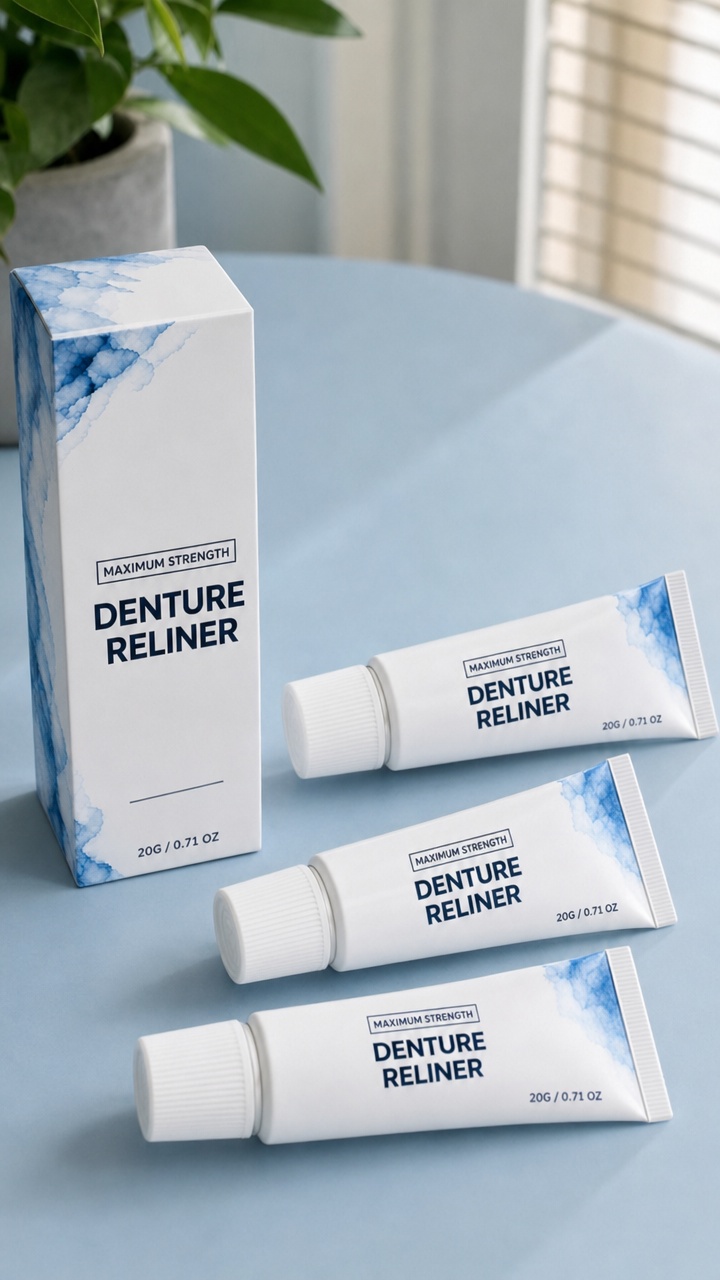 MAXIMUM STRENGTH
DENTURE
RELINER
20G / 0.71 OZ
MAXIMUM STRENGTH
DENTURE
RELINER
20G / 0.71 OZ
MAXIMUM STRENGTH
DENTURE
RELINER
20G / 0.71 OZ
MAXIMUM STRENGTH
DENTURE
RELINER
20G / 0.71 OZ